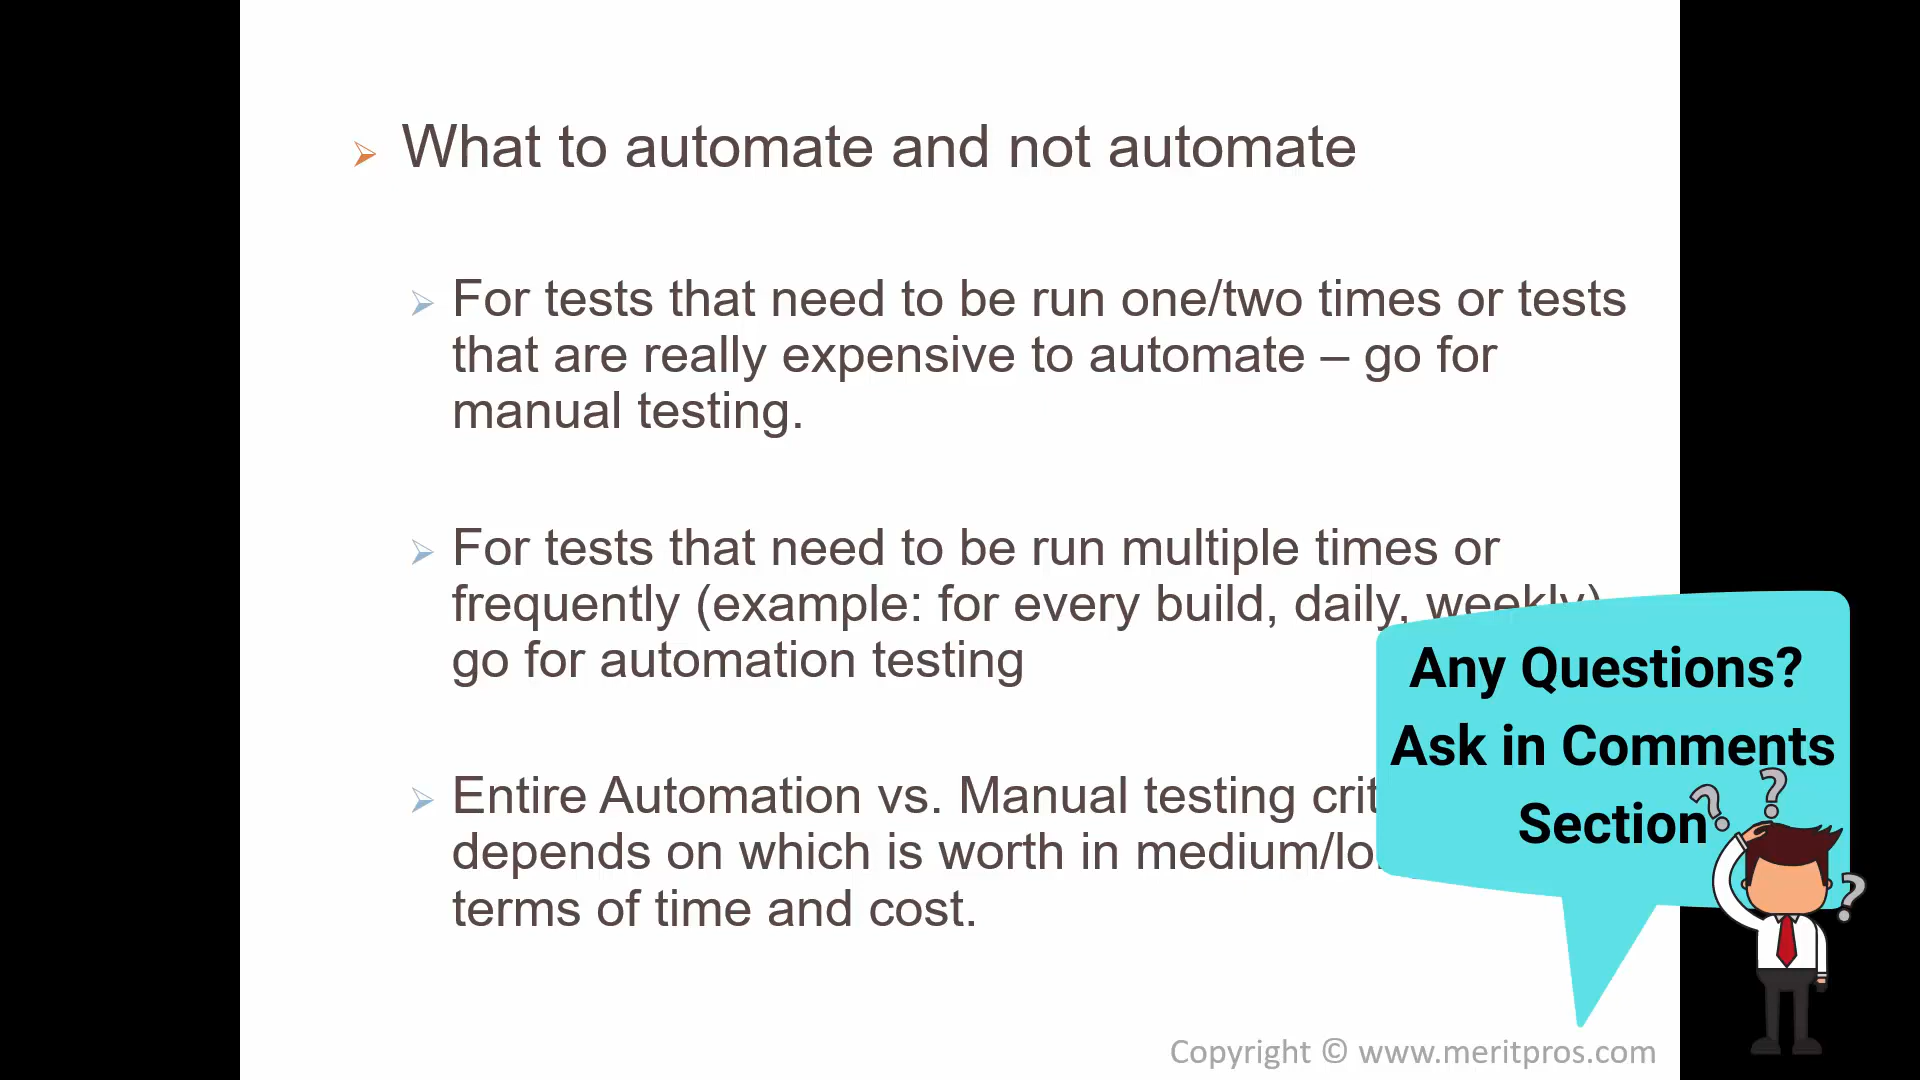 What to automate and not automate
For tests that need to be run one/two times or tests
that are really expensive to automate – go for
manual testing.
For tests that need to be run multiple times or
frequently (example: for every build, daily, weekly)
go for automation testing
Entire Automation vs. Manual testing
depends on which is worth in
terms of time and cost.
Any Questions?
Ask in Comments
Section
Copyright © www.meritpros.com